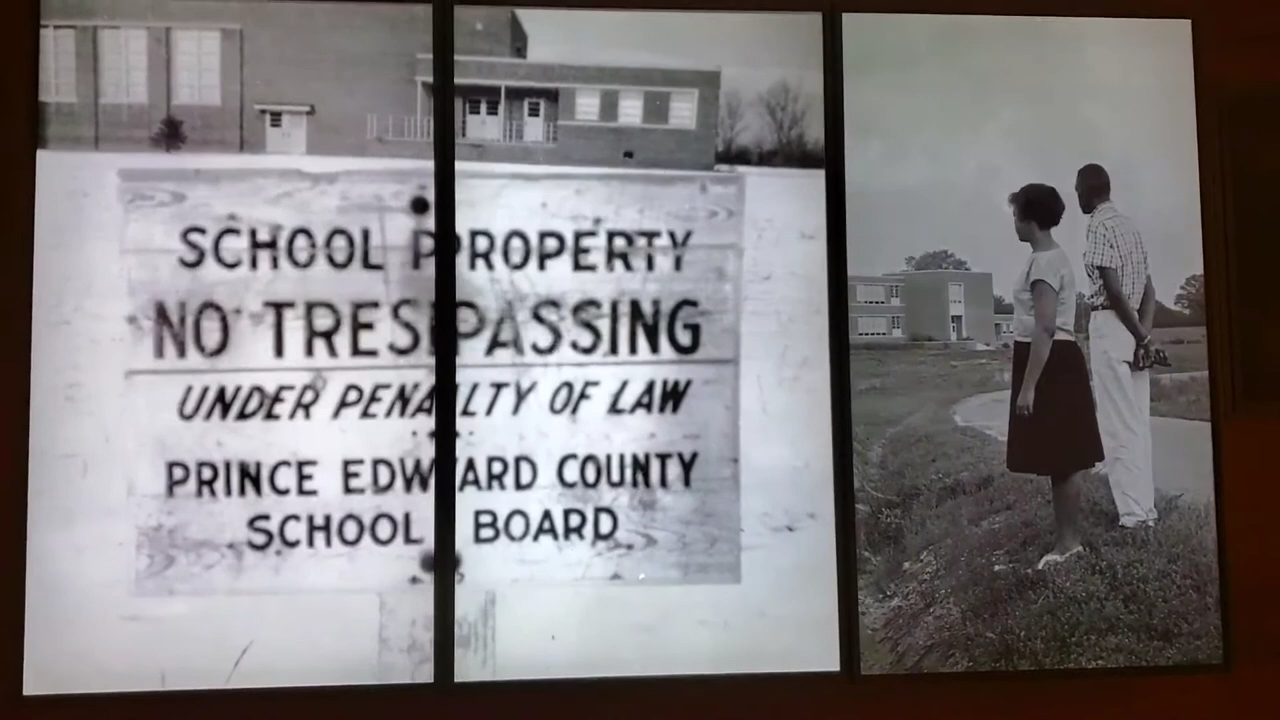 SCHOOL PROPERTY
NO TRESPASSING
UNDER PENALTY OF LAW
PRINCE EDWARD COUNTY
SCHOOL BOARD